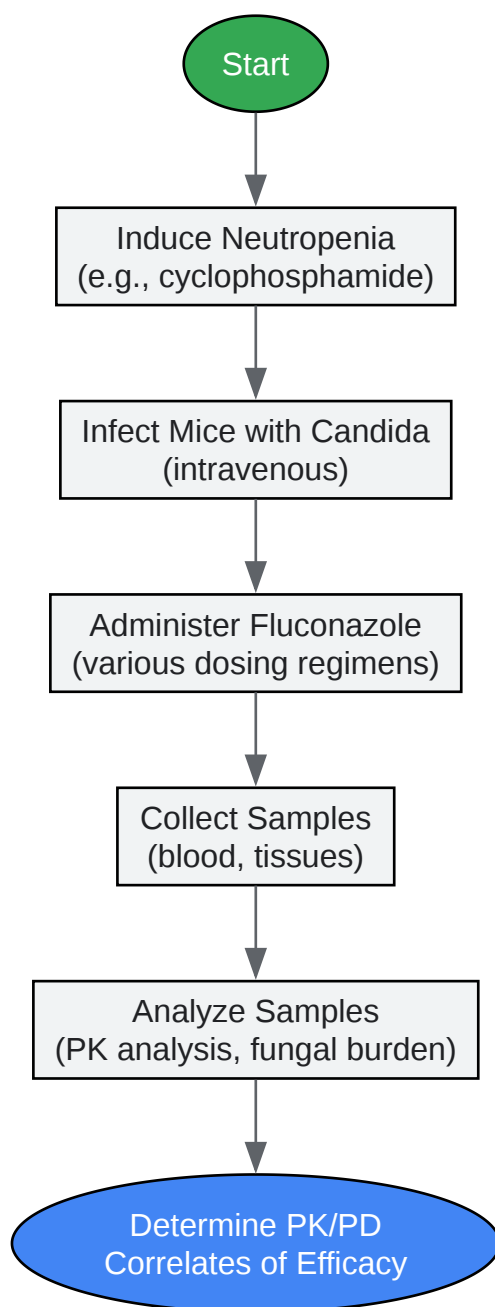 Start
Induce Neutropenia
(e.g., cyclophosphamide)
Infect Mice with Candida
(intravenous)
Administer Fluconazole
(various dosing regimens)
Collect Samples
(blood, tissues)
Analyze Samples
(PK analysis, fungal burden)
Determine PK/PD
Correlates of Efficacy